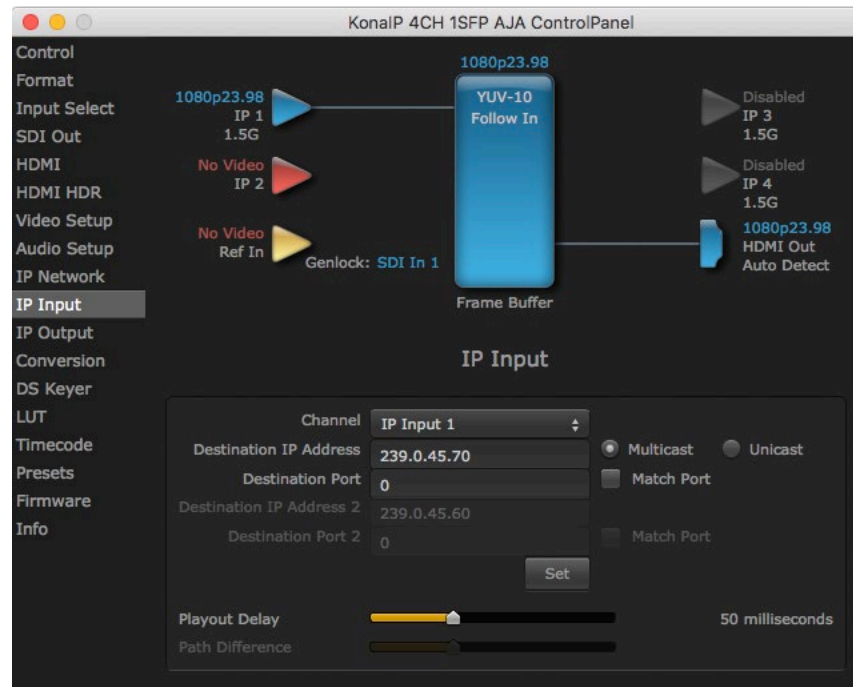 KonaIP 4CH 1SFP AJA ControlPanel
Control
Format
Input Select
SDI Out
HDMI
HDMI HDR
Video Setup
Audio Setup
IP Network
IP Input
IP Output
Conversion
DS Keyer
LUT
Timecode
Presets
Firmware
Info
1080p23.98
IP 1
1.5G
No Video
IP 2
No Video
Ref In
Genlock: SDI In 1
1080p23.98
YUV-10
Follow In
Frame Buffer
Disabled
IP 3
1.5G
Disabled
IP 4
1.5G
1080p23.98
HDMI Out
Auto Detect
IP Input
Channel IP Input 1
Destination IP Address 239.0.45.70 Multicast Unicast
Destination Port 0 Match Port
Destination IP Address 2 239.0.45.60
Destination Port 2 0 Match Port
Set
Playout Delay 50 milliseconds
Path Difference